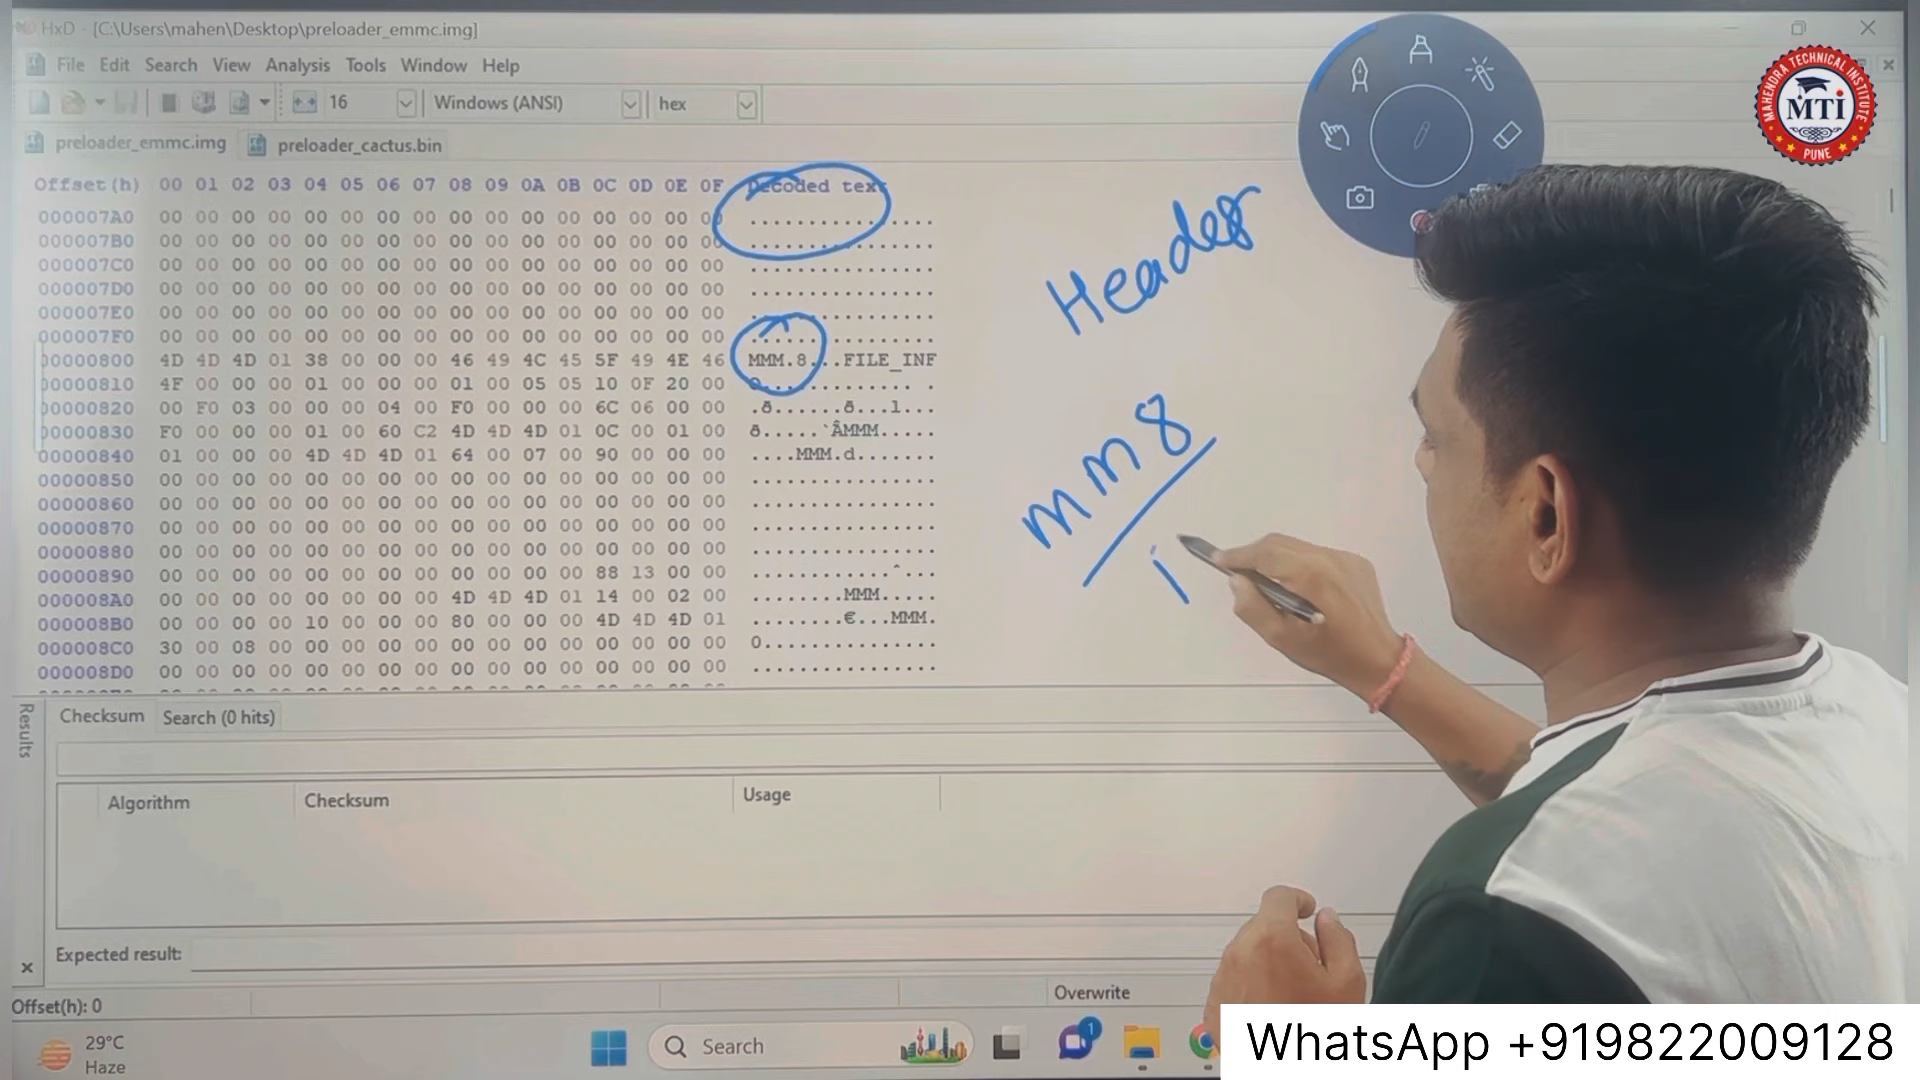 HxD - [C:\Users\mahen\Desktop\preloader_emmc.img]
File Edit Search View Analysis Tools Window Help
16 Windows (ANSI) hex
preloader_emmc.img preloader_cactus.bin
Offset(h) 00 01 02 03 04 05 06 07 08 09 0A 0B 0C 0D 0E 0F Decoded text
000007A0 00 00 00 00 00 00 00 00 00 00 00 00 00 00 00 00 ................
000007B0 00 00 00 00 00 00 00 00 00 00 00 00 00 00 00 00 ................
000007C0 00 00 00 00 00 00 00 00 00 00 00 00 00 00 00 00 ................
000007D0 00 00 00 00 00 00 00 00 00 00 00 00 00 00 00 00 ................
000007E0 00 00 00 00 00 00 00 00 00 00 00 00 00 00 00 00 ................
000007F0 00 00 00 00 00 00 00 00 00 00 00 00 00 00 00 00 ................
00000800 4D 4D 4D 01 38 00 00 00 46 49 4C 45 5F 49 4E 46 MMM.8...FILE_INF
00000810 4F 00 00 00 01 00 00 00 01 00 05 05 10 0F 20 00 O............. .
00000820 00 F0 03 00 00 00 04 00 F0 00 00 00 6C 06 00 00 .ð......ð...l...
00000830 F0 00 00 00 01 00 60 C2 4D 4D 4D 01 0C 00 01 00 ð.....`ÂMMM.....
00000840 01 00 00 00 4D 4D 4D 01 64 00 07 00 90 00 00 00 ....MMM.d.......
00000850 00 00 00 00 00 00 00 00 00 00 00 00 00 00 00 00 ................
00000860 00 00 00 00 00 00 00 00 00 00 00 00 00 00 00 00 ................
00000870 00 00 00 00 00 00 00 00 00 00 00 00 00 00 00 00 ................
00000880 00 00 00 00 00 00 00 00 00 00 00 00 00 00 00 00 ................
00000890 00 00 00 00 00 00 00 00 00 00 00 00 88 13 00 00 ............ˆ...
000008A0 00 00 00 00 00 00 00 00 4D 4D 4D 01 14 00 02 00 ........MMM.....
000008B0 00 00 00 00 10 00 00 00 80 00 00 00 4D 4D 4D 01 ........€...MMM.
000008C0 30 00 08 00 00 00 00 00 00 00 00 00 00 00 00 00 0...............
000008D0 00 00 00 00 00 00 00 00 00 00 00 00 00 00 00 00 ................
Header
MM8
MAHENDRA TECHNICAL INSTITUTE
MTI
PUNE
Results
Checksum Search (0 hits)
Algorithm Checksum Usage
Expected result:
Offset(h): 0 Overwrite
29°C
Haze
Search
1
WhatsApp +919822009128